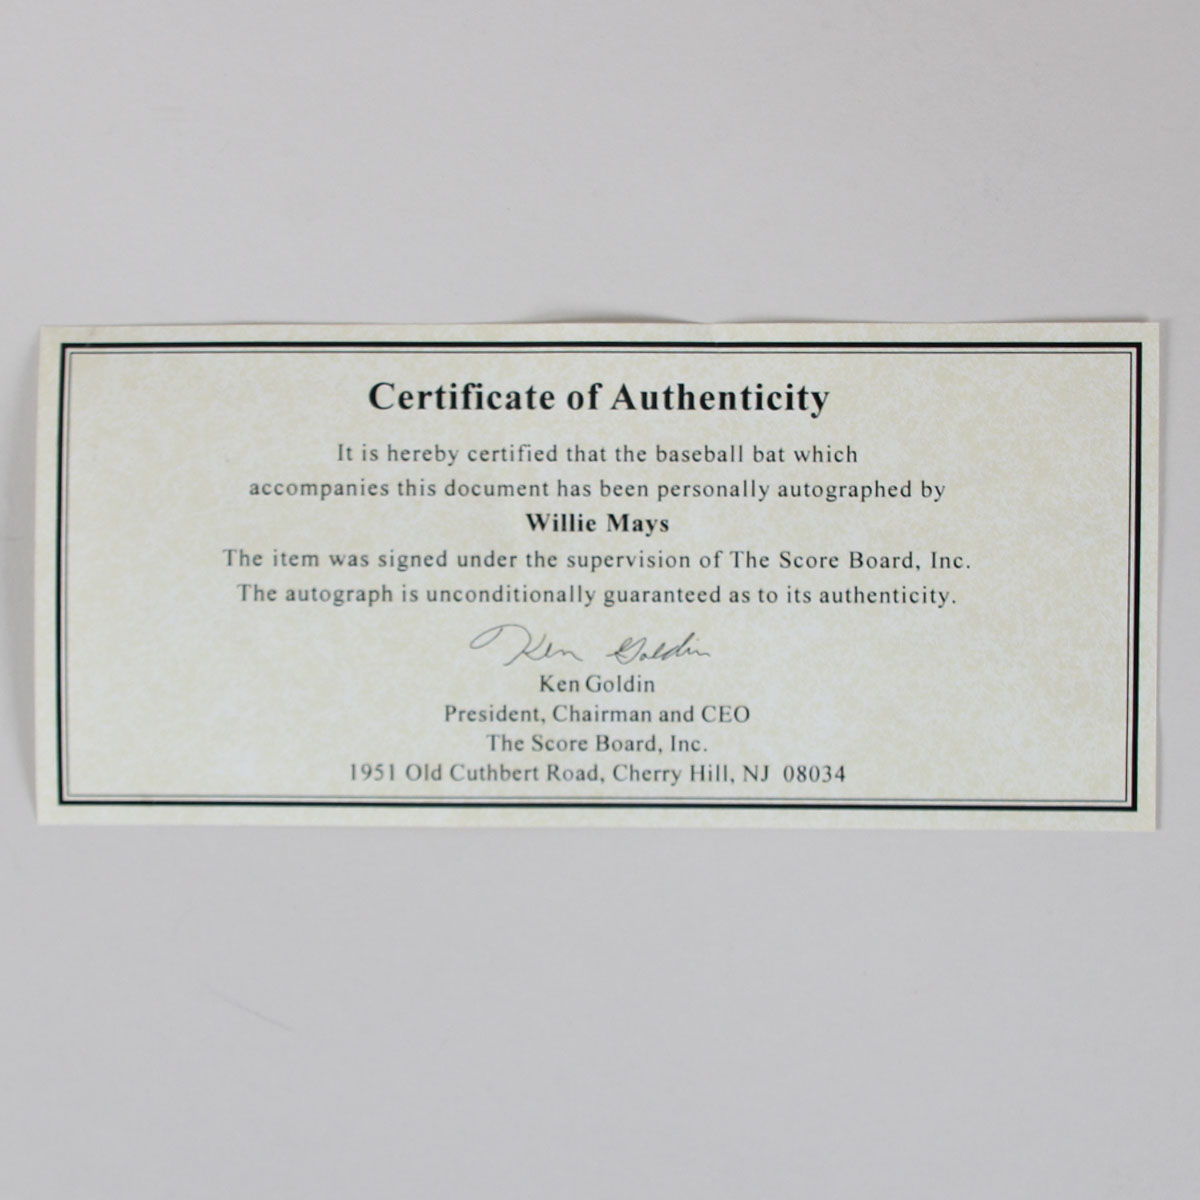 Certificate of Authenticity
It is hereby certified that the baseball bat which
accompanies this document has been personally autographed by
Willie Mays
The item was signed under the supervision of The Score Board, Inc.
The autograph is unconditionally guaranteed as to its authenticity.
Ken Goldin
Ken Goldin
President, Chairman and CEO
The Score Board, Inc.
1951 Old Cuthbert Road, Cherry Hill, NJ 08034